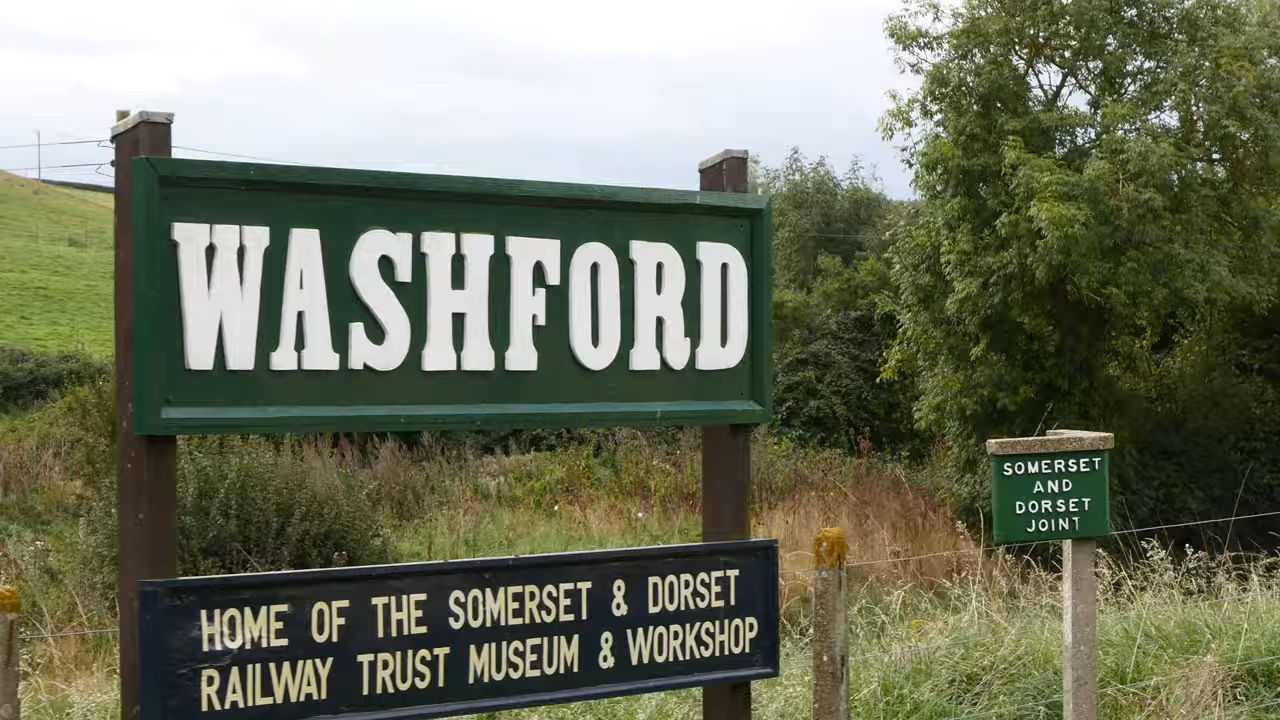 WASHFORD
HOME OF THE SOMERSET & DORSET
RAILWAY TRUST MUSEUM & WORKSHOP
SOMERSET
AND
DORSET
JOINT